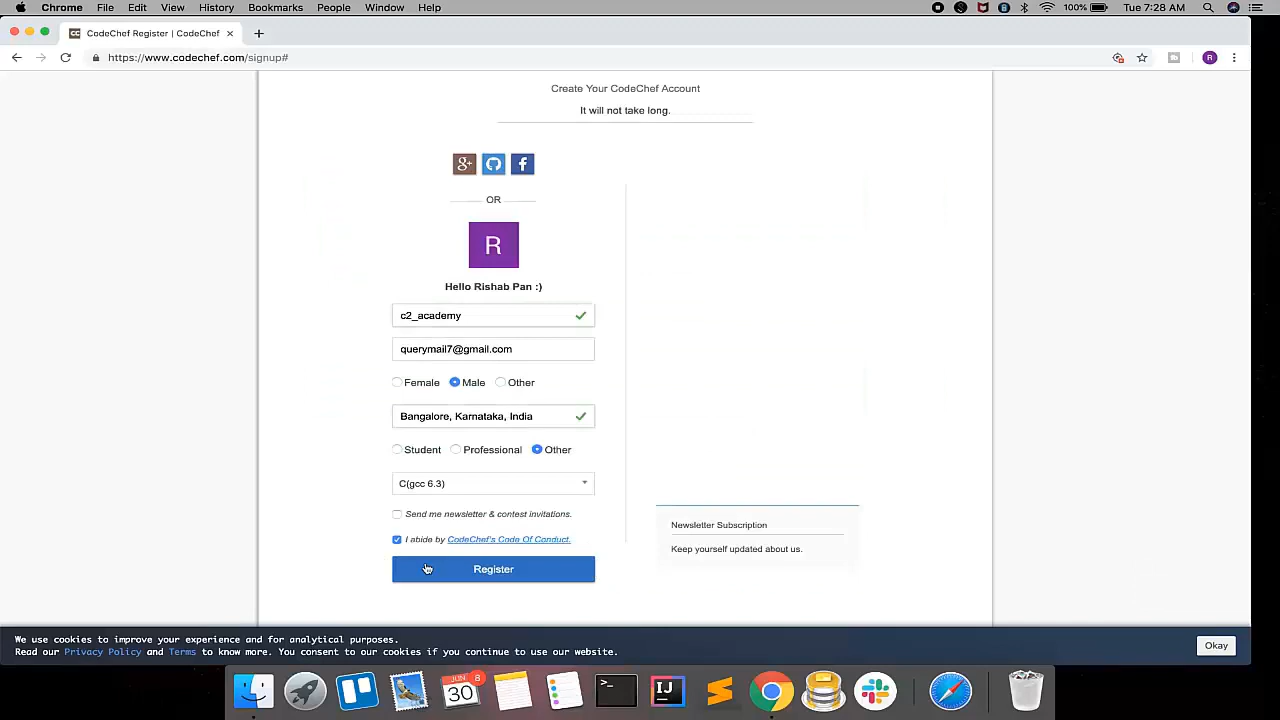 Chrome File Edit View History Bookmarks People Window Help 100% Tue 7:28 AM
CC CodeChef Register | CodeChef
https://www.codechef.com/signup# R
Create Your CodeChef Account
It will not take long.
g+ f
OR
R
Hello Rishab Pan :)
c2_academy
querymail7@gmail.com
Female Male Other
Bangalore, Karnataka, India
Student Professional Other
C(gcc 6.3)
Send me newsletter & contest invitations.
I abide by CodeChef's Code Of Conduct.
Register
Newsletter Subscription
Keep yourself updated about us.
We use cookies to improve your experience and for analytical purposes.
Read our Privacy Policy and Terms to know more. You consent to our cookies if you continue to use our website.
Okay
JUN 8
30
>_
IJ